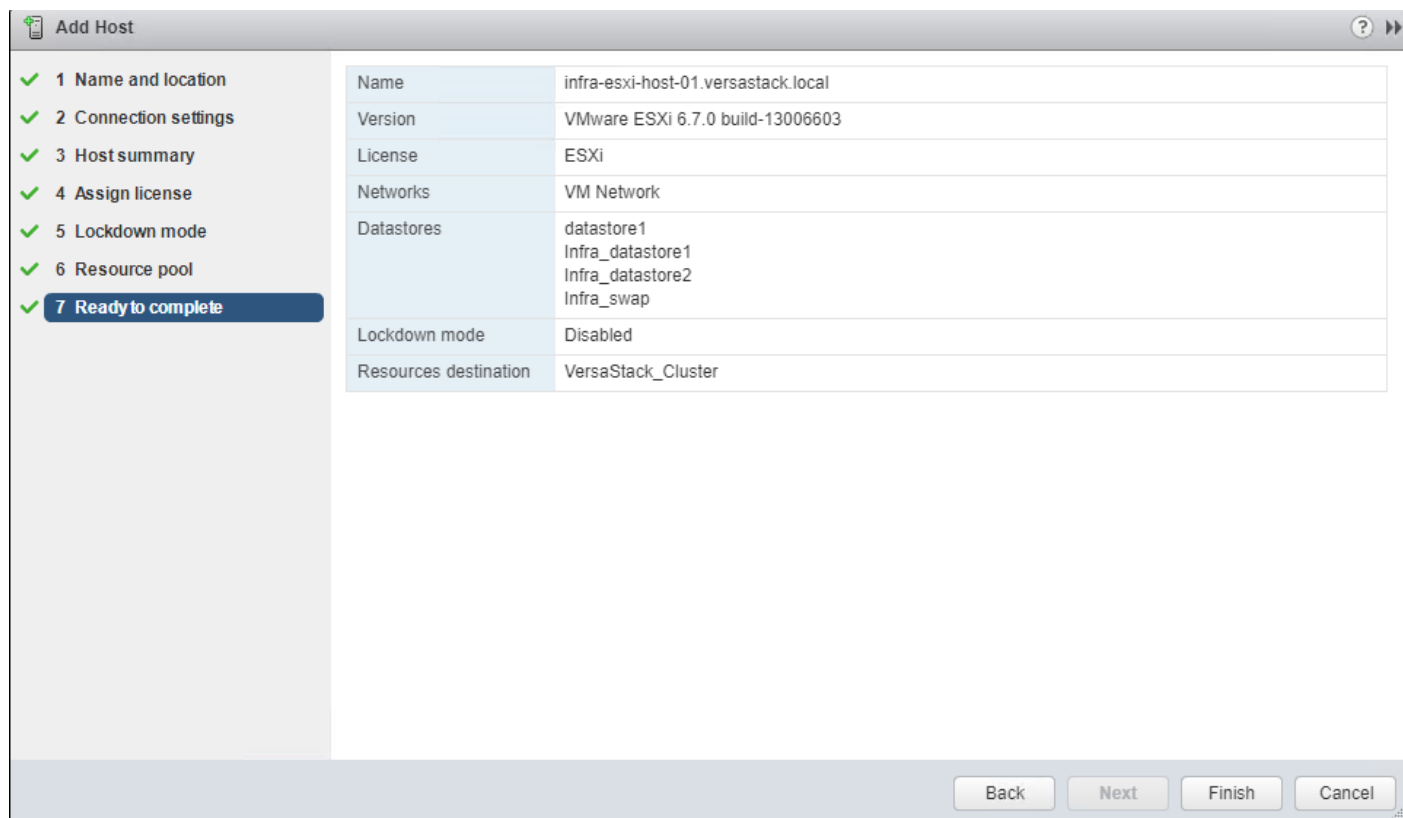 Add Host
1 Name and location
2 Connection settings
3 Host summary
4 Assign license
5 Lockdown mode
6 Resource pool
7 Ready to complete
Name infra-esxi-host-01.versastack.local
Version VMware ESXi 6.7.0 build-13006603
License ESXi
Networks VM Network
Datastores datastore1
Infra_datastore1
Infra_datastore2
Infra_swap
Lockdown mode Disabled
Resources destination VersaStack_Cluster
Back Next Finish Cancel